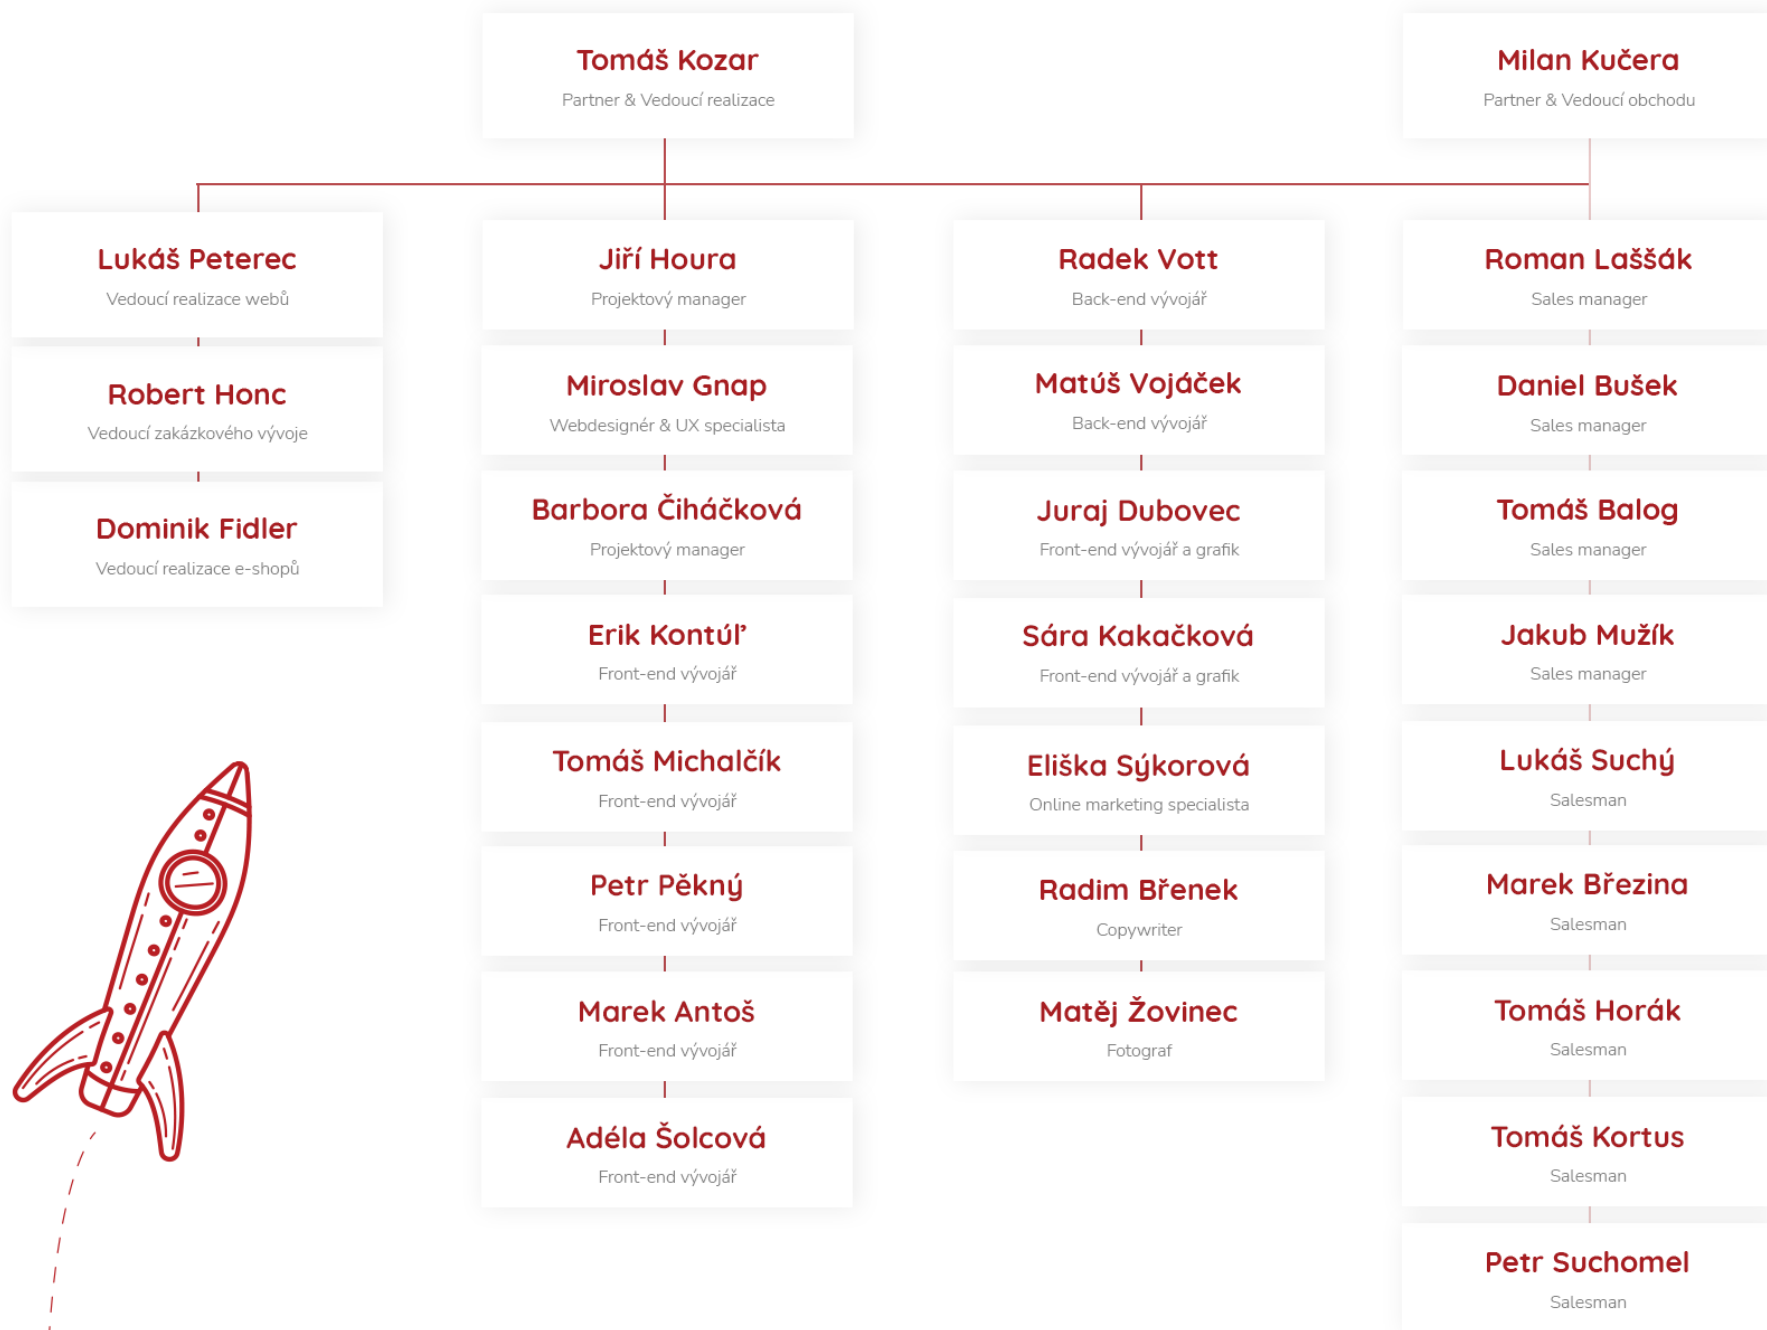 Tomáš Kozar
Partner & Vedoucí realizace
Milan Kučera
Partner & Vedoucí obchodu
Lukáš Peterec
Vedoucí realizace webů
Robert Honc
Vedoucí zakázkového vývoje
Dominik Fidler
Vedoucí realizace e-shopů
Jiří Houra
Projektový manager
Miroslav Gnap
Webdesignér & UX specialista
Barbora Čiháčková
Projektový manager
Erik Kontúľ
Front-end vývojář
Tomáš Michalčík
Front-end vývojář
Petr Pěkný
Front-end vývojář
Marek Antoš
Front-end vývojář
Adéla Šolcová
Front-end vývojář
Radek Vott
Back-end vývojář
Matúš Vojáček
Back-end vývojář
Juraj Dubovec
Front-end vývojář a grafik
Sára Kakačková
Front-end vývojář a grafik
Eliška Sýkorová
Online marketing specialista
Radim Břenek
Copywriter
Matěj Žovinec
Fotograf
Roman Laššák
Sales manager
Daniel Bušek
Sales manager
Tomáš Balog
Sales manager
Jakub Mužík
Sales manager
Lukáš Suchý
Salesman
Marek Březina
Salesman
Tomáš Horák
Salesman
Tomáš Kortus
Salesman
Petr Suchomel
Salesman